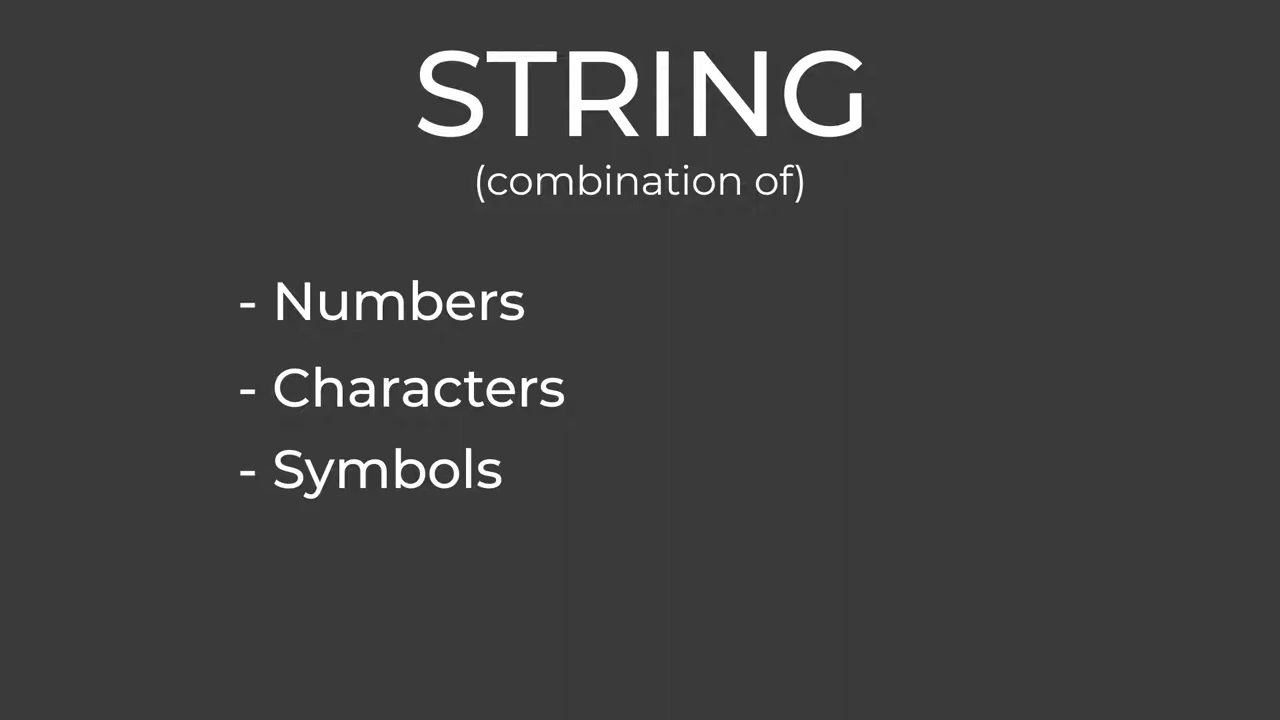 STRING
(combination of)
- Numbers
- Characters
- Symbols